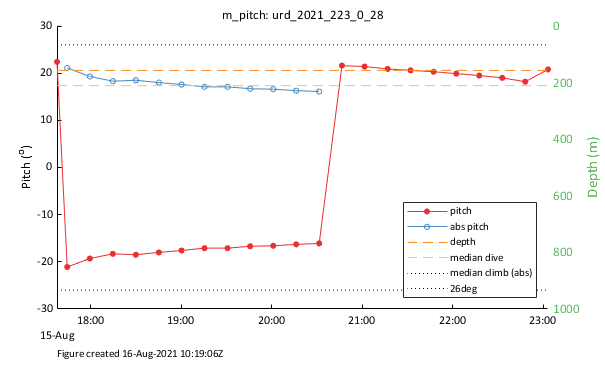 m_pitch: urd_2021_223_0_28
30
20
10
0
-10
-20
-30
Pitch (°)
0
200
400
600
800
1000
Depth (m)
pitch
abs pitch
depth
median dive
median climb (abs)
26deg
18:00 19:00 20:00 21:00 22:00 23:00
15-Aug
Figure created 16-Aug-2021 10:19:06Z